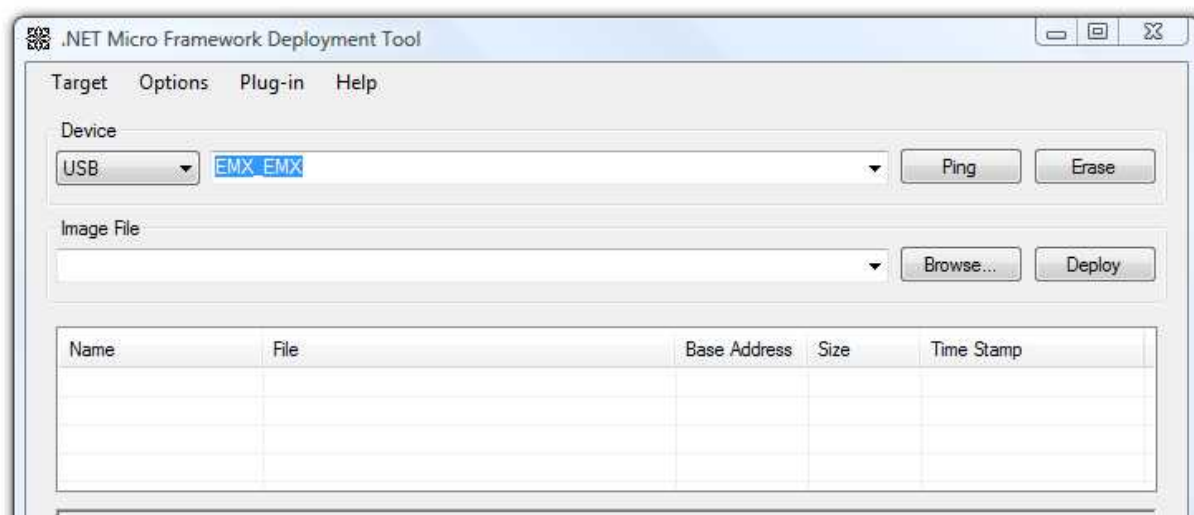 .NET Micro Framework Deployment Tool
Target Options Plug-in Help
Device
USB EMX_EMX Ping Erase
Image File
Browse... Deploy
Name File Base Address Size Time Stamp